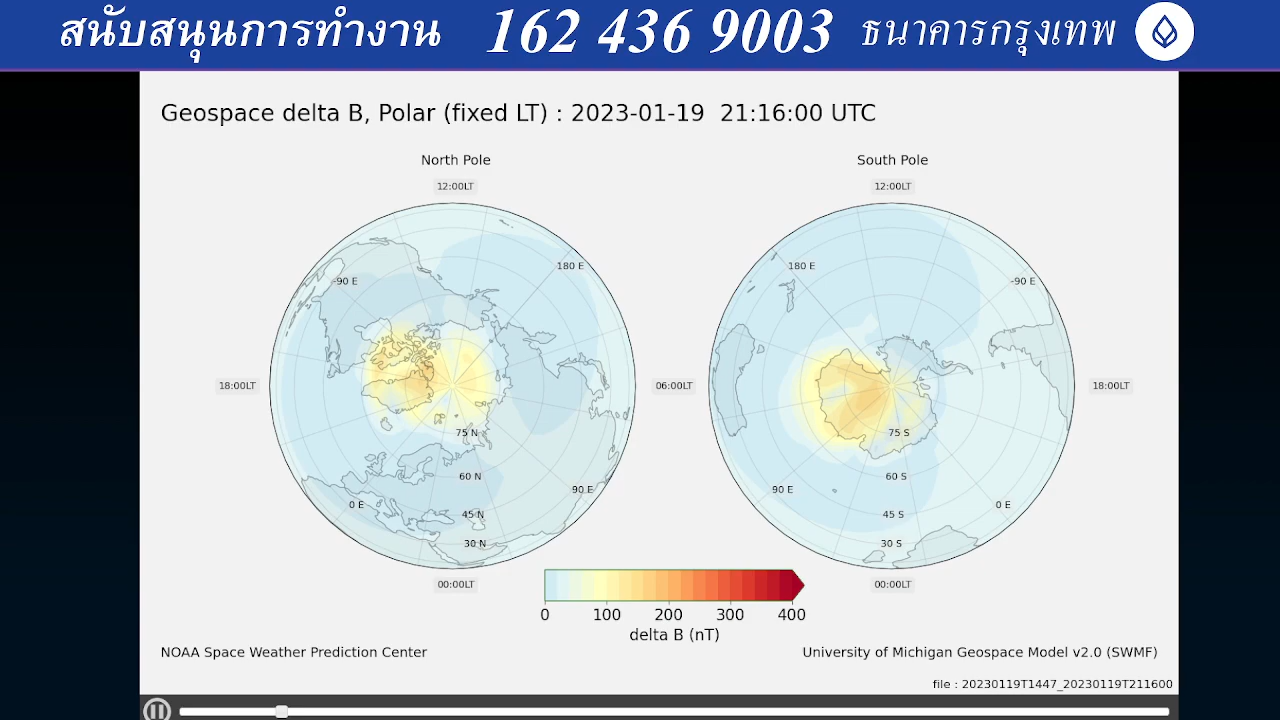 สนับสนุนการทำงาน 162 436 9003 ธนาคารกรุงเทพ
Geospace delta B, Polar (fixed LT) : 2023-01-19 21:16:00 UTC
North Pole South Pole
12:00LT 12:00LT
180 E 180 E
-90 E -90 E
18:00LT 06:00LT 18:00LT
75 N 75 S
60 N 60 S
90 E 90 E
0 E 0 E
45 N 45 S
30 N 30 S
00:00LT 00:00LT
0 100 200 300 400
delta B (nT)
NOAA Space Weather Prediction Center University of Michigan Geospace Model v2.0 (SWMF)
file : 20230119T1447_20230119T211600